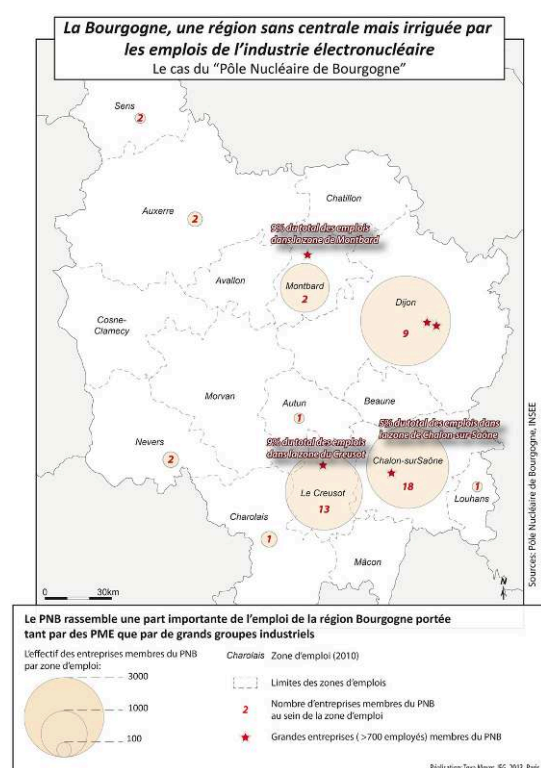 La Bourgogne, une région sans centrale mais irriguée par
les emplois de l'industrie électronucléaire
Le cas du "Pôle Nucléaire de Bourgogne"
Sens
2
Chatillon
Auxerre
2
9% du total des emplois
dans la zone de Montbard
Avallon
Montbard
2
Dijon
9
Cosne-
Clamecy
Morvan
Autun
1
Beaune
5% du total des emplois dans
la zone de Chalon-sur-Saône
Nevers
2
9% du total des emplois
dans la zone du Creusot
Chalon-surSaône
18
Le Creusot
13
1
Louhans
Charolais
1
Mâcon
0 30km
N
Sources: Pôle Nucléaire de Bourgogne, INSEE
Le PNB rassemble une part importante de l'emploi de la région Bourgogne portée
tant par des PME que par de grands groupes industriels
L'effectif des entreprises membres du PNB
par zone d'emploi:
3000
1000
100
Charolais Zone d'emploi (2010)
Limites des zones d'emplois
2 Nombre d'entreprises membres du PNB
au sein de la zone d'emploi
Grandes entreprises ( >700 employés) membres du PNB
Réalisation: Teva Meyer, IFG, 2013, Paris